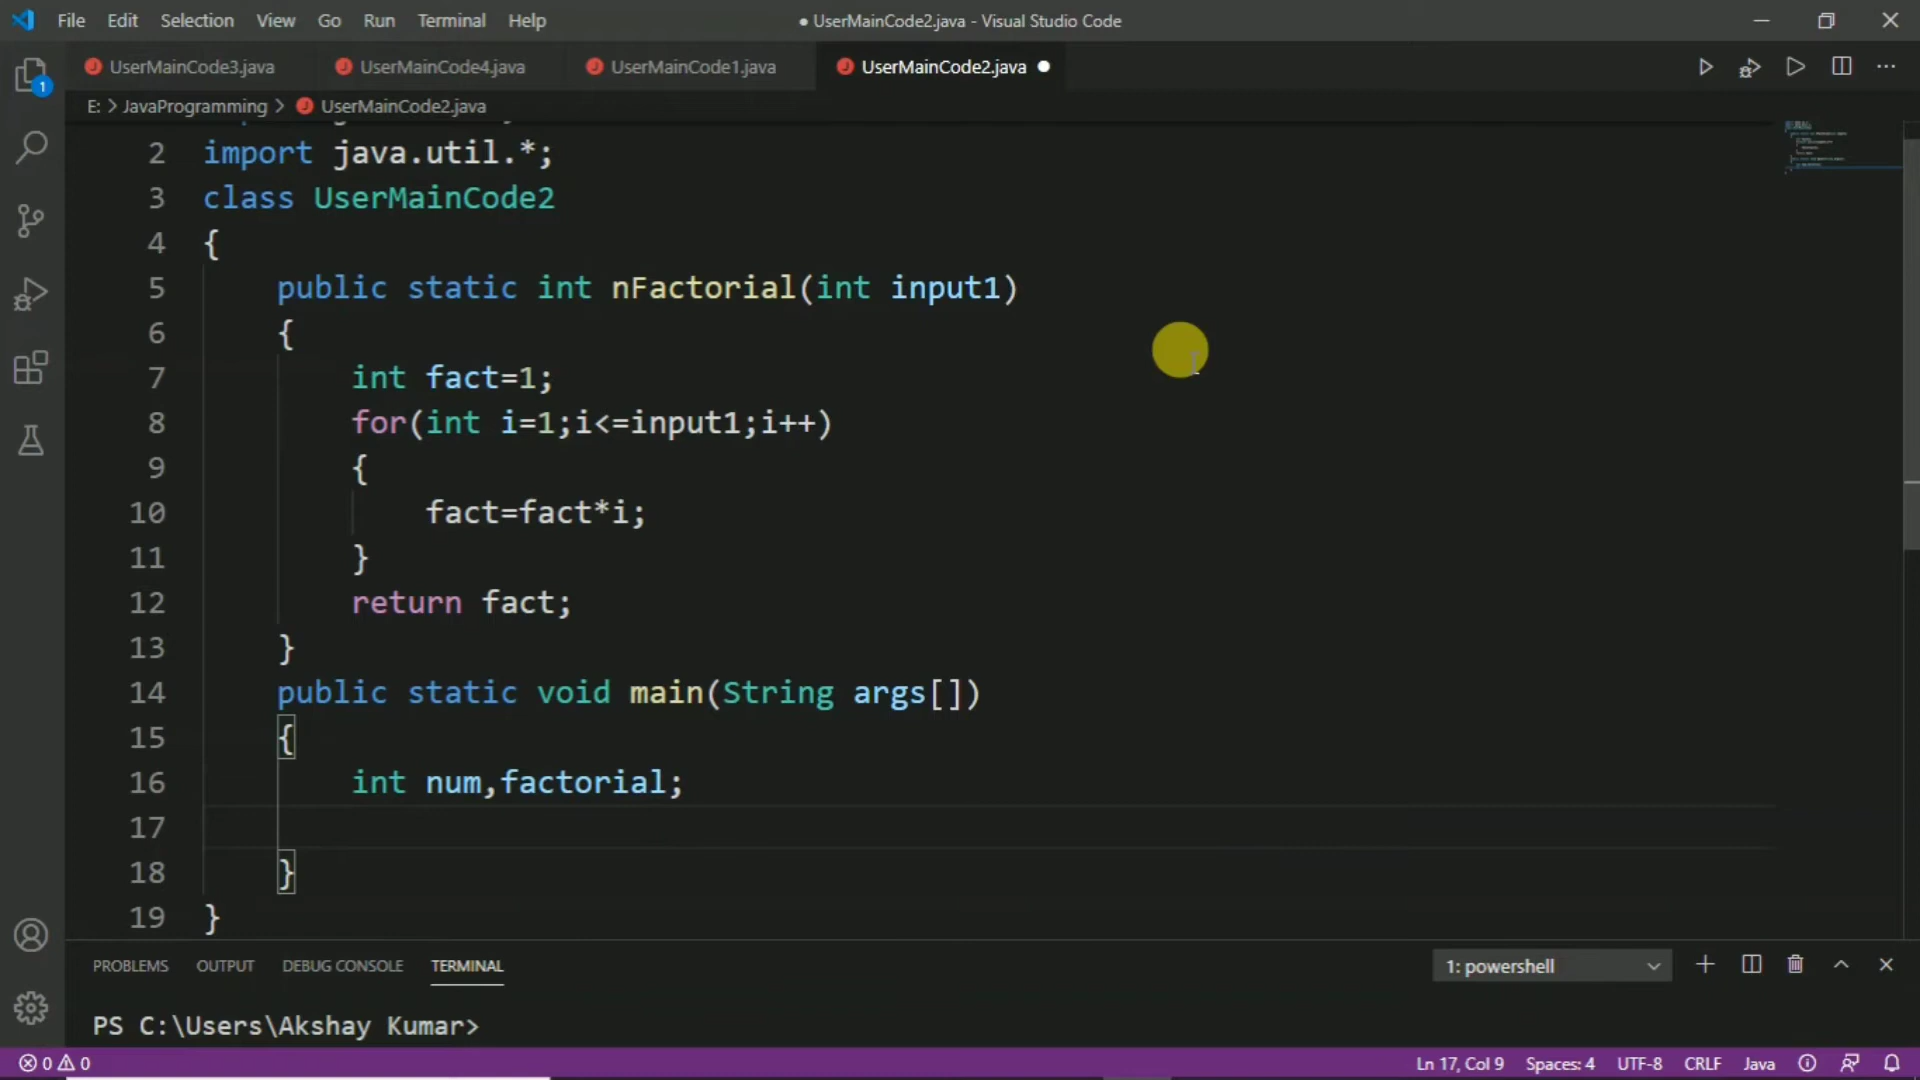 File Edit Selection View Go Run Terminal Help
● UserMainCode2.java - Visual Studio Code
UserMainCode3.java
UserMainCode4.java
UserMainCode1.java
UserMainCode2.java
E: > JavaProgramming > UserMainCode2.java
1
2 import java.util.*;
3 class UserMainCode2
4 {
5 public static int nFactorial(int input1)
6 {
7 int fact=1;
8 for(int i=1;i<=input1;i++)
9 {
10 fact=fact*i;
11 }
12 return fact;
13 }
14 public static void main(String args[])
15 {
16 int num,factorial;
17
18 }
19 }
PROBLEMS OUTPUT DEBUG CONSOLE TERMINAL
1: powershell
PS C:\Users\Akshay Kumar>
0 0
Ln 17, Col 9 Spaces: 4 UTF-8 CRLF Java